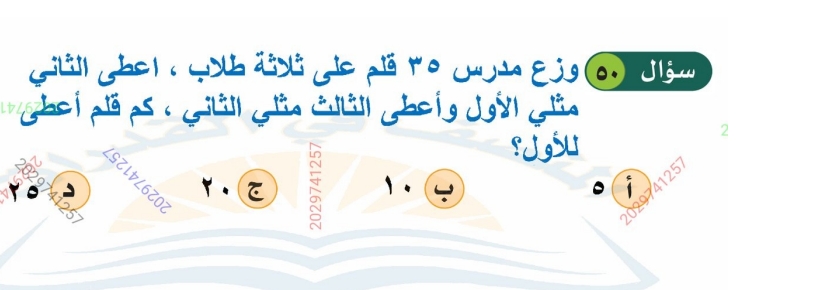 سؤال ٥٠ وزع مدرس ٣٥ قلم على ثلاثة طلاب ، اعطى الثاني
مثلي الأول وأعطى الثالث مثلي الثاني ، كم قلم أعطى
للأول؟
أ ٥ ب ١٠ ج ٢٠ د ٢٥
2029741257
2029741257
2029741257
2029741257